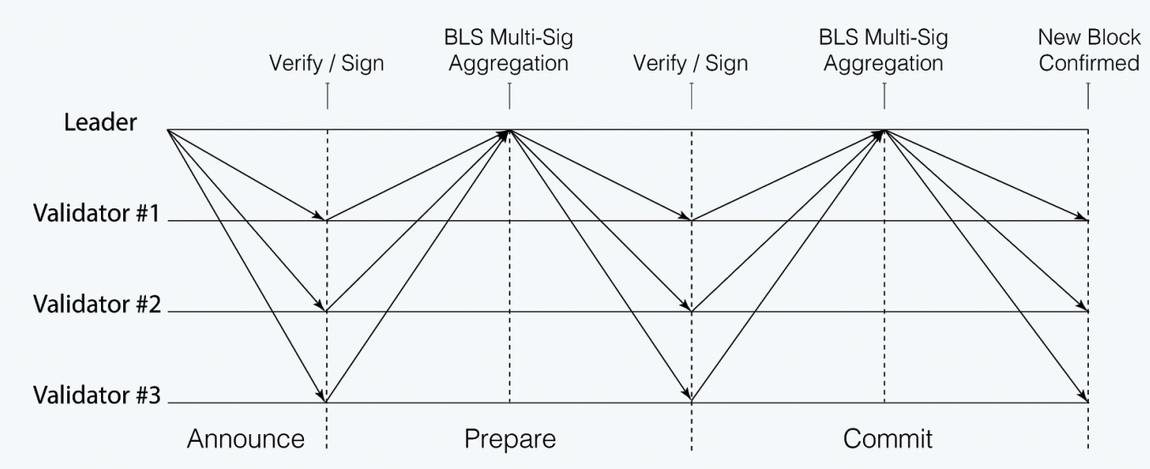 BLS Multi-Sig
BLS Multi-Sig
New Block
Verify / Sign
Aggregation
Verify / Sign
Aggregation
Confirmed
Leader
Validator #1
Validator #2
Validator #3
Announce
Prepare
Commit